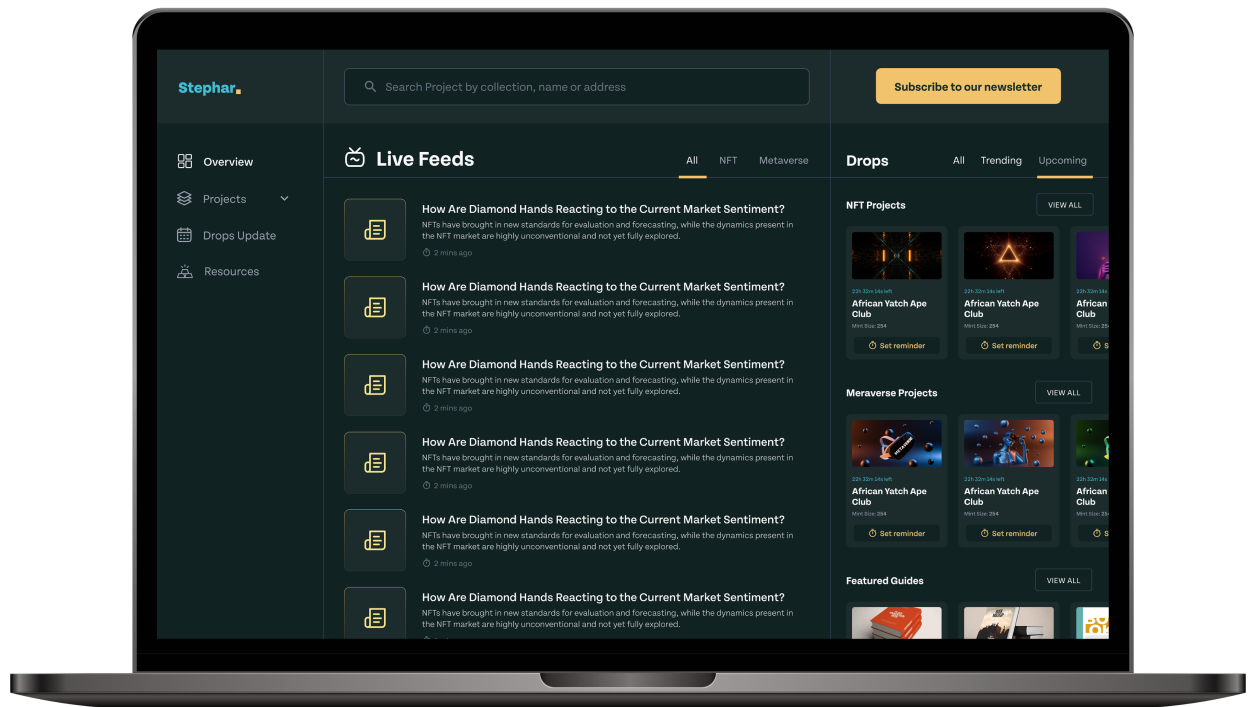 Stephar.
Search Project by collection, name or address
Subscribe to our newsletter
Overview
Projects
Drops Update
Resources
Live Feeds
All
NFT
Metaverse
How Are Diamond Hands Reacting to the Current Market Sentiment?
NFTs have brought in new standards for evaluation and forecasting, while the dynamics present in
the NFT market are highly unconventional and not yet fully explored.
2 mins ago
How Are Diamond Hands Reacting to the Current Market Sentiment?
NFTs have brought in new standards for evaluation and forecasting, while the dynamics present in
the NFT market are highly unconventional and not yet fully explored.
2 mins ago
How Are Diamond Hands Reacting to the Current Market Sentiment?
NFTs have brought in new standards for evaluation and forecasting, while the dynamics present in
the NFT market are highly unconventional and not yet fully explored.
2 mins ago
How Are Diamond Hands Reacting to the Current Market Sentiment?
NFTs have brought in new standards for evaluation and forecasting, while the dynamics present in
the NFT market are highly unconventional and not yet fully explored.
2 mins ago
How Are Diamond Hands Reacting to the Current Market Sentiment?
NFTs have brought in new standards for evaluation and forecasting, while the dynamics present in
the NFT market are highly unconventional and not yet fully explored.
2 mins ago
How Are Diamond Hands Reacting to the Current Market Sentiment?
NFTs have brought in new standards for evaluation and forecasting, while the dynamics present in
the NFT market are highly unconventional and not yet fully explored.
Drops
All
Trending
Upcoming
NFT Projects
VIEW ALL
22h 32m 14s left
African Yatch Ape
Club
Mint Size: 254
Set reminder
22h 32m 14s left
African Yatch Ape
Club
Mint Size: 254
Set reminder
22h 32m 14s
African
Club
Mint Size: 25
S
Meraverse Projects
VIEW ALL
METAVERSE
22h 32m 14s left
African Yatch Ape
Club
Mint Size: 254
Set reminder
22h 32m 14s left
African Yatch Ape
Club
Mint Size: 254
Set reminder
22h 32m 14s
African
Club
Mint Size: 25
S
Featured Guides
VIEW ALL